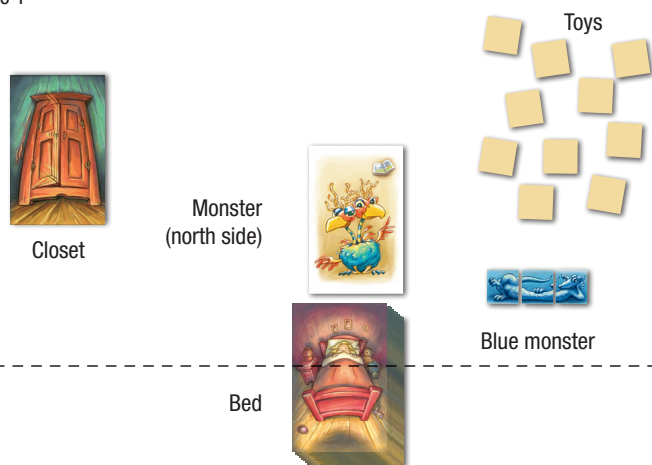 Toys
Closet
Monster
(north side)
Blue monster
Bed